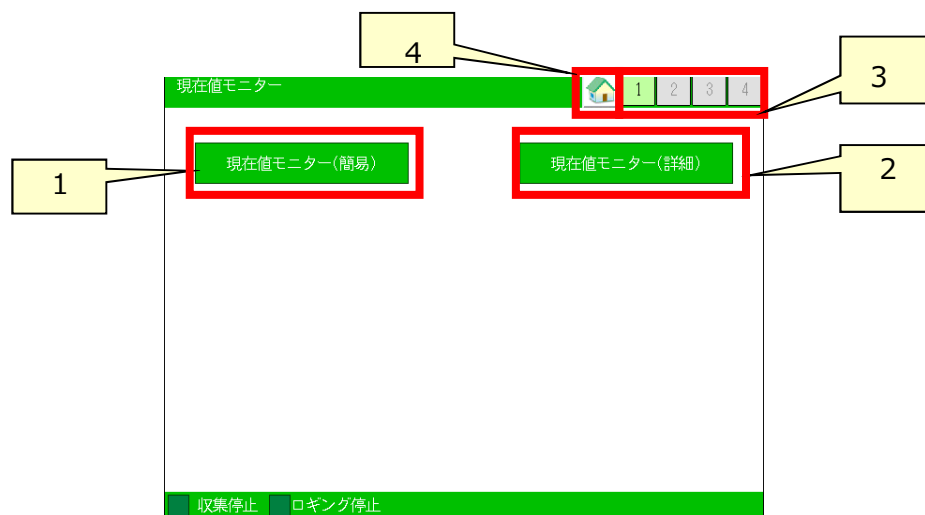 4
3
現在値モニター
1 2 3 4
現在値モニター(簡易)
現在値モニター(詳細)
1
2
収集停止 ロギング停止